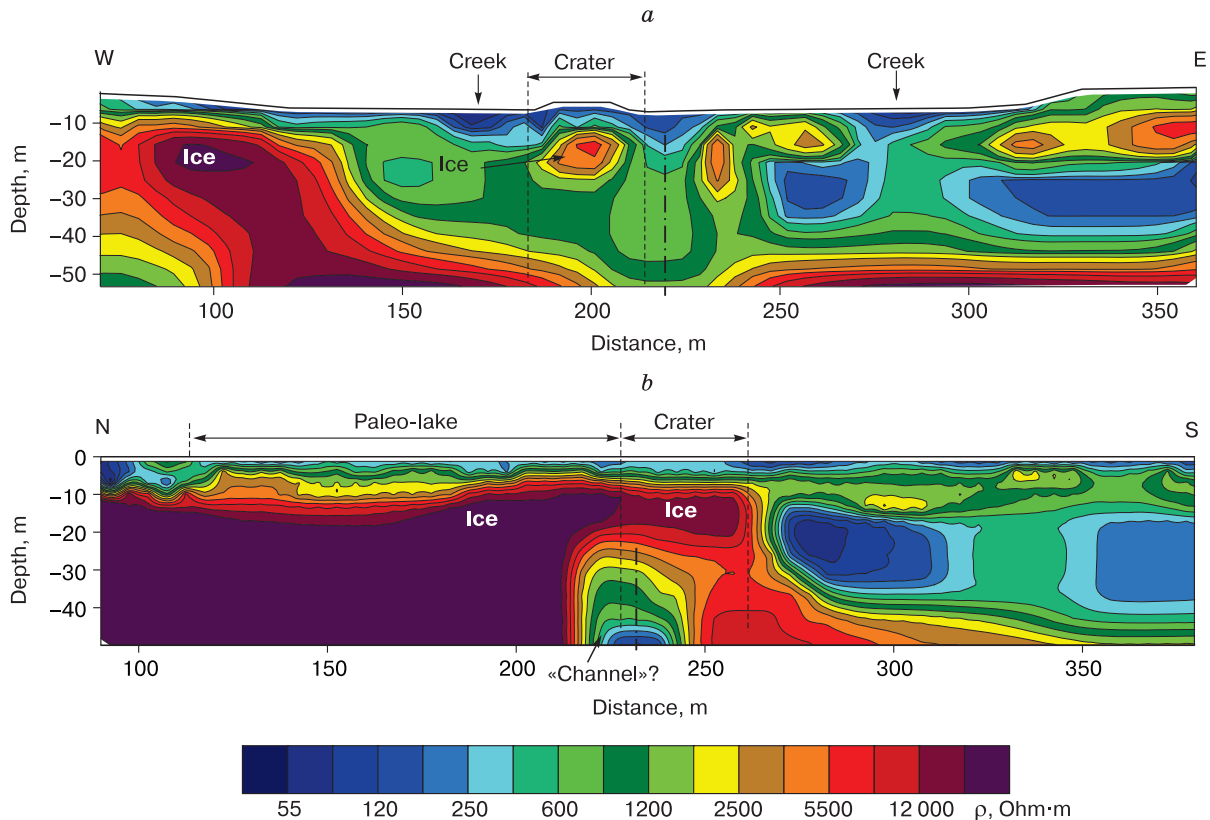 a
W Creek Crater Creek E
Ice
Ice
Depth, m
−10
−20
−30
−40
−50
100 150 200 250 300 350
Distance, m
b
N Paleo-lake Crater S
Ice Ice
Depth, m
0
−10
−20
−30
−40
100 150 200 250 300 350
«Channel»?
Distance, m
55 120 250 600 1200 2500 5500 12 000 ρ, Ohm·m